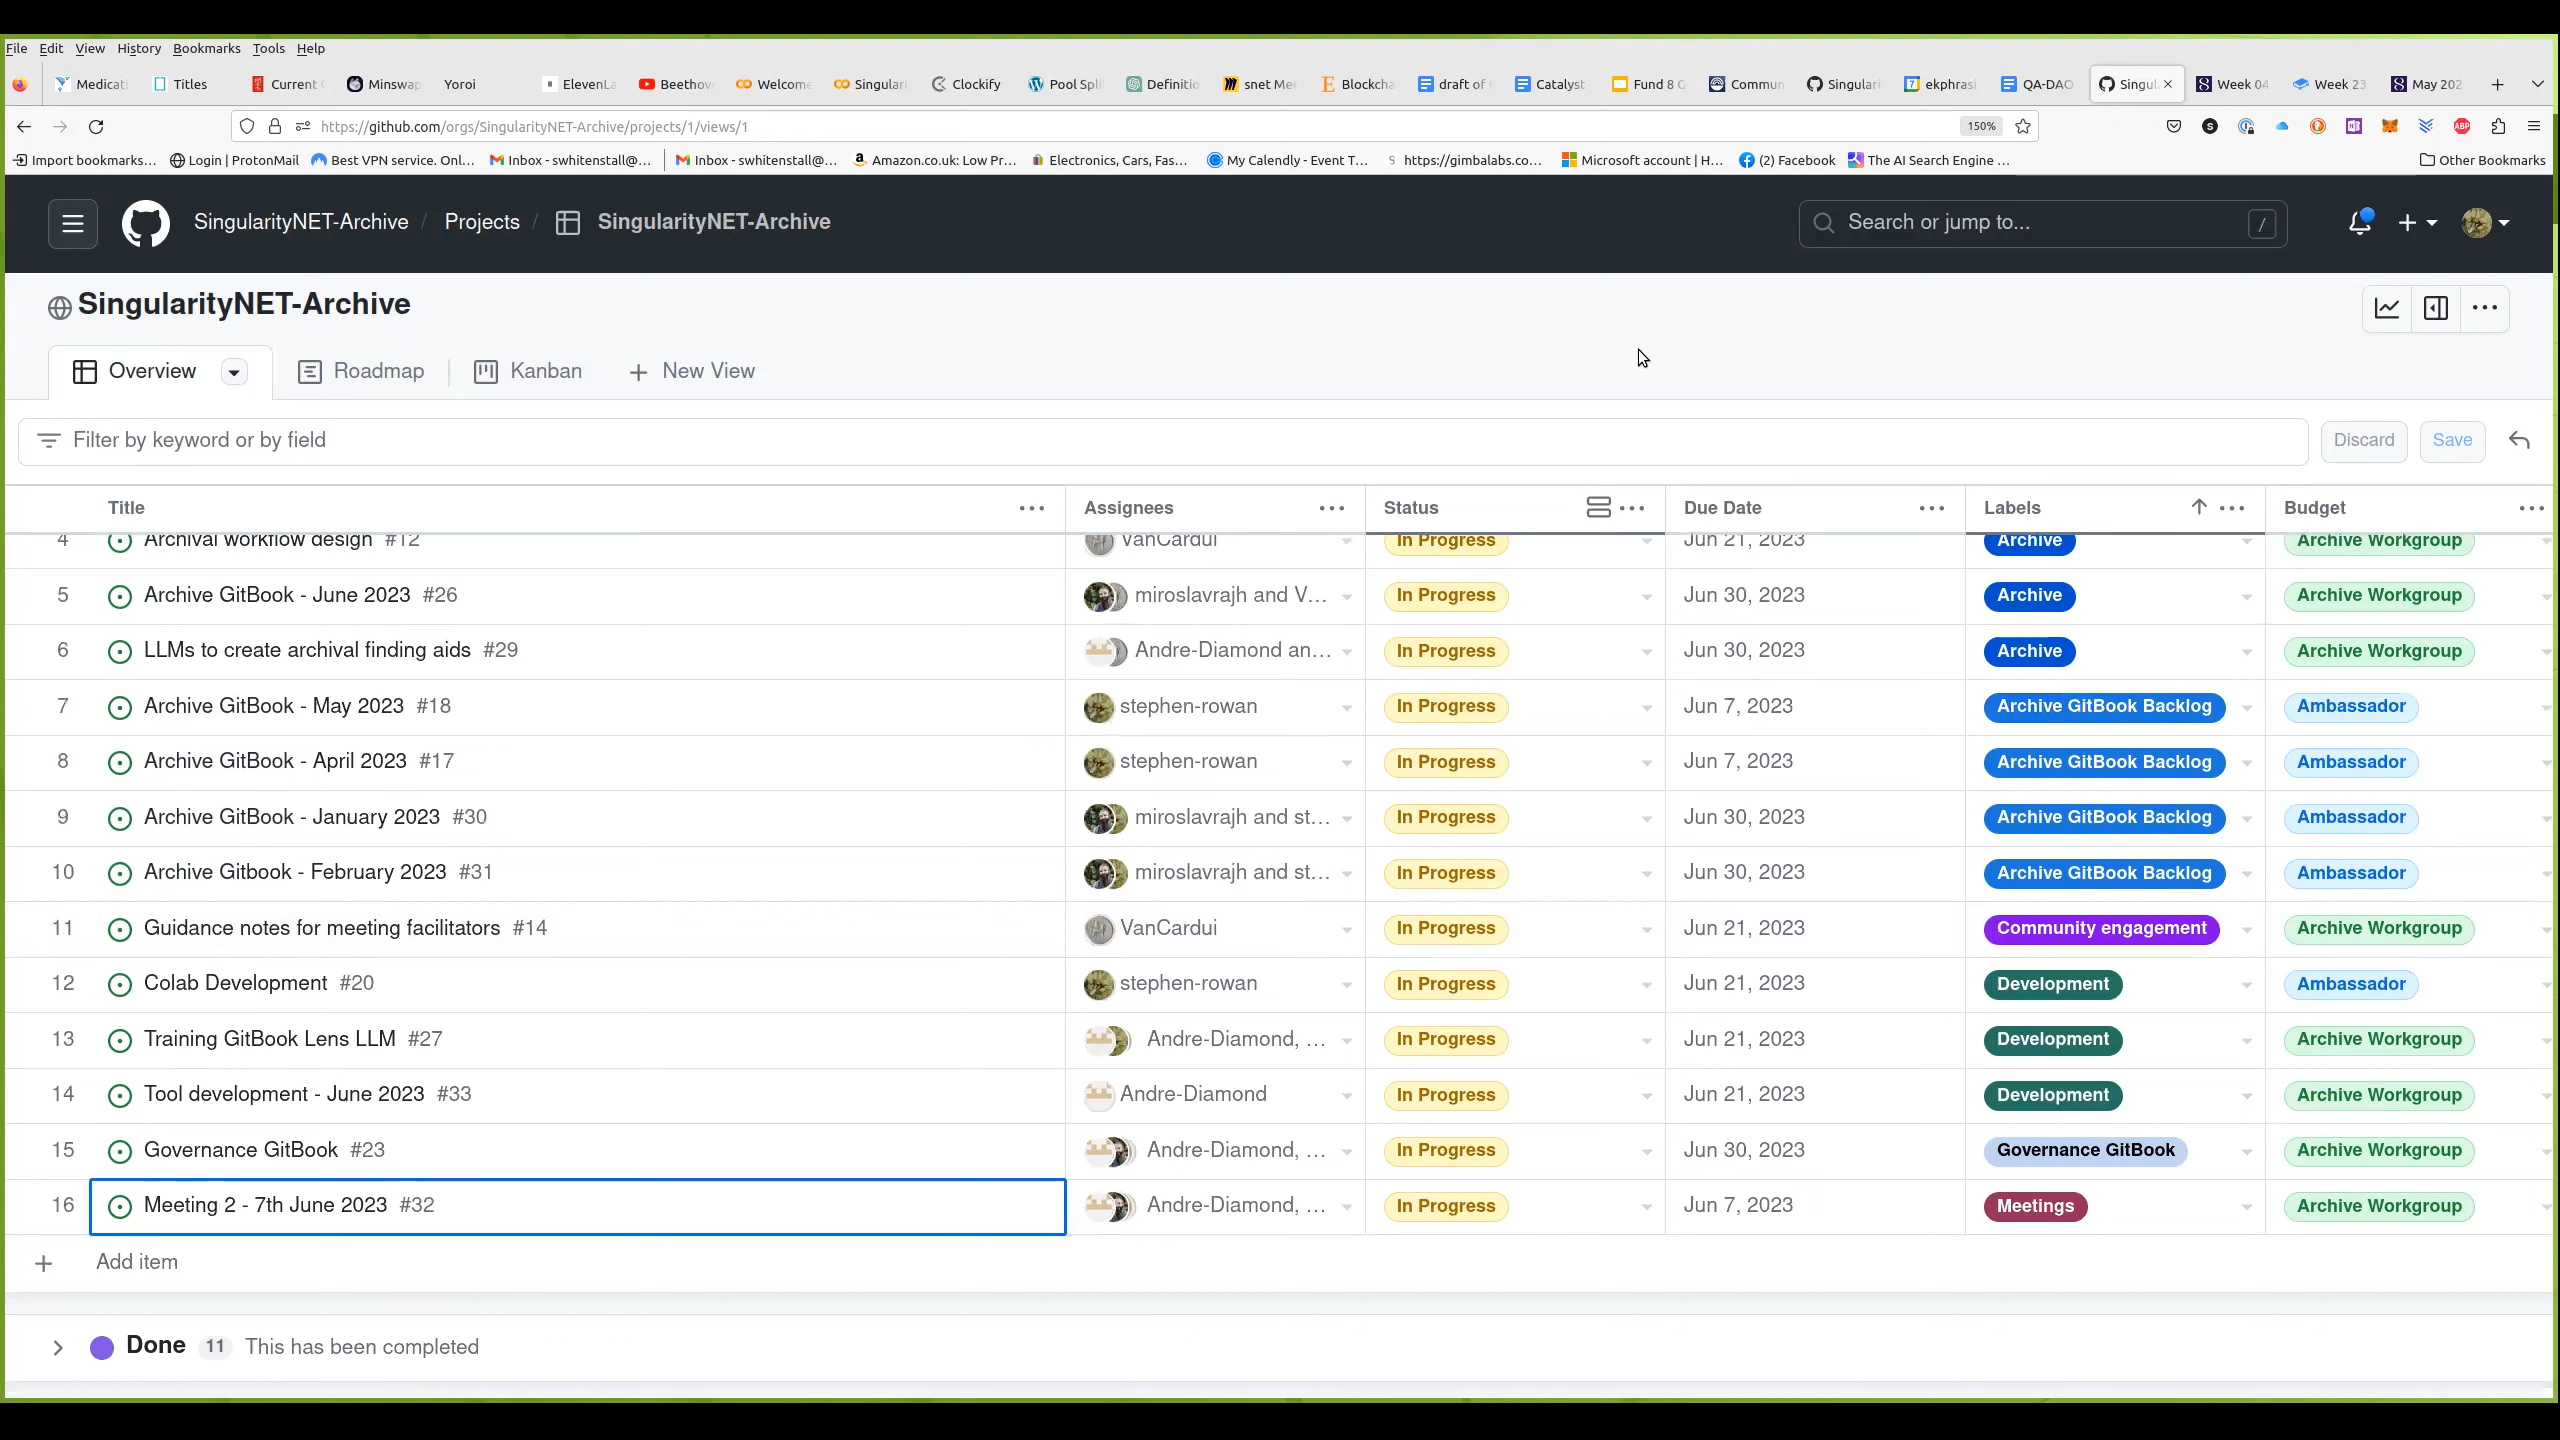 File Edit View History Bookmarks Tools Help
Medicati Titles Current Minswap Yoroi ElevenLa Beethov Welcome Singulari Clockify Pool Spli Definitio snet Mee Blockcha draft of Catalyst Fund 8 Q Commun Singulari ekphrasi QA-DAO Singul Week 04 Week 23 May 202
https://github.com/orgs/SingularityNET-Archive/projects/1/views/1 150%
Import bookmarks... Login | ProtonMail Best VPN service. Onl... Inbox - swhitenstall@... Inbox - swhitenstall@... Amazon.co.uk: Low Pr... Electronics, Cars, Fas... My Calendly - Event T... https://gimbalabs.co... Microsoft account | H... (2) Facebook The AI Search Engine ... Other Bookmarks
SingularityNET-Archive / Projects / SingularityNET-Archive Search or jump to... /
SingularityNET-Archive
Overview Roadmap Kanban + New View
Filter by keyword or by field Discard Save
Title Assignees Status Due Date Labels Budget
4 Archival workflow design #12 VanCardui In Progress Jun 21, 2023 Archive Archive Workgroup
5 Archive GitBook - June 2023 #26 miroslavrajh and V... In Progress Jun 30, 2023 Archive Archive Workgroup
6 LLMs to create archival finding aids #29 Andre-Diamond an... In Progress Jun 30, 2023 Archive Archive Workgroup
7 Archive GitBook - May 2023 #18 stephen-rowan In Progress Jun 7, 2023 Archive GitBook Backlog Ambassador
8 Archive GitBook - April 2023 #17 stephen-rowan In Progress Jun 7, 2023 Archive GitBook Backlog Ambassador
9 Archive GitBook - January 2023 #30 miroslavrajh and st... In Progress Jun 30, 2023 Archive GitBook Backlog Ambassador
10 Archive Gitbook - February 2023 #31 miroslavrajh and st... In Progress Jun 30, 2023 Archive GitBook Backlog Ambassador
11 Guidance notes for meeting facilitators #14 VanCardui In Progress Jun 21, 2023 Community engagement Archive Workgroup
12 Colab Development #20 stephen-rowan In Progress Jun 21, 2023 Development Ambassador
13 Training GitBook Lens LLM #27 Andre-Diamond, ... In Progress Jun 21, 2023 Development Archive Workgroup
14 Tool development - June 2023 #33 Andre-Diamond In Progress Jun 21, 2023 Development Archive Workgroup
15 Governance GitBook #23 Andre-Diamond, ... In Progress Jun 30, 2023 Governance GitBook Archive Workgroup
16 Meeting 2 - 7th June 2023 #32 Andre-Diamond, ... In Progress Jun 7, 2023 Meetings Archive Workgroup
+ Add item
Done 11 This has been completed